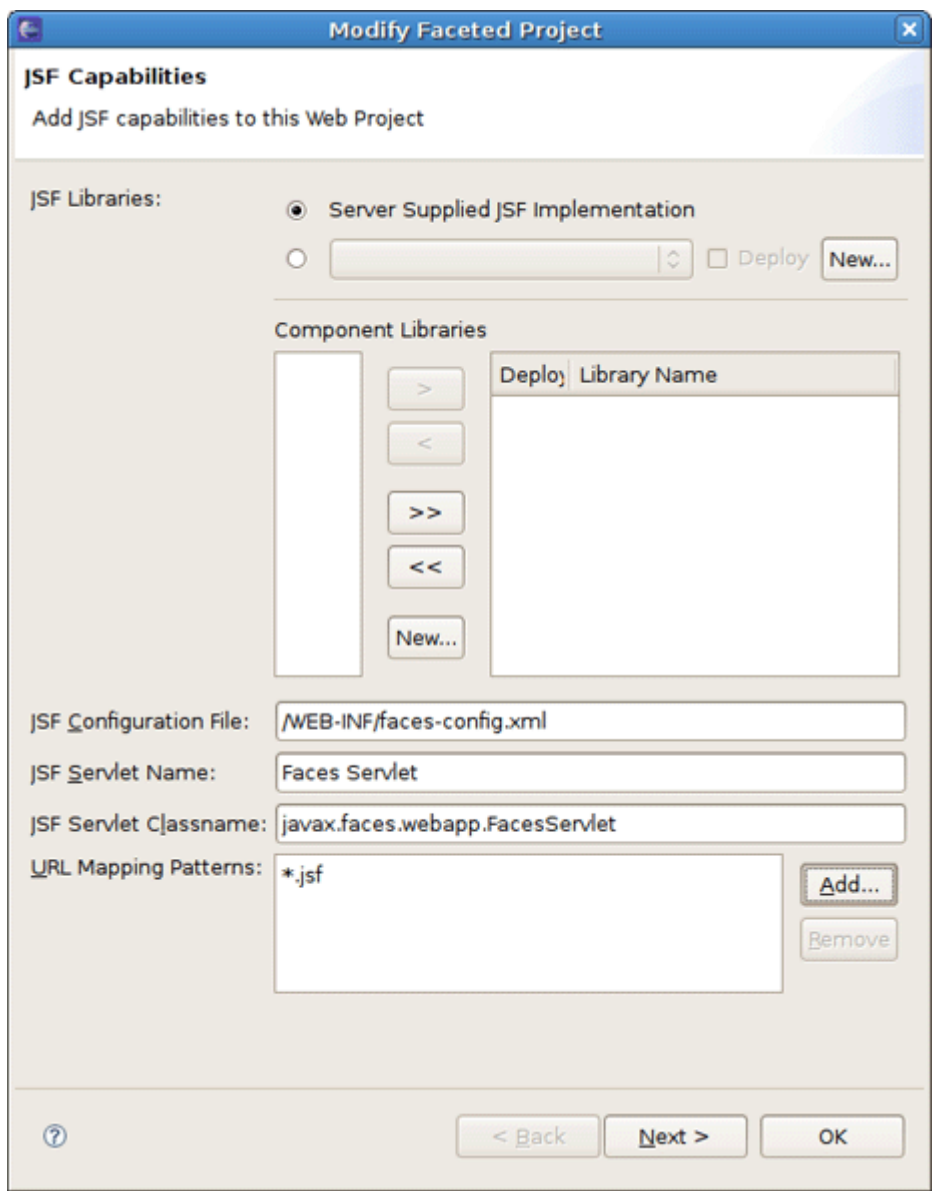 Modify Faceted Project
JSF Capabilities
Add JSF capabilities to this Web Project
JSF Libraries:
Server Supplied JSF Implementation
Deploy New...
Component Libraries
> Deploy Library Name
<
>>
<<
New...
JSF Configuration File: /WEB-INF/faces-config.xml
JSF Servlet Name: Faces Servlet
JSF Servlet Classname: javax.faces.webapp.FacesServlet
URL Mapping Patterns: *.jsf Add...
Remove
? < Back Next > OK